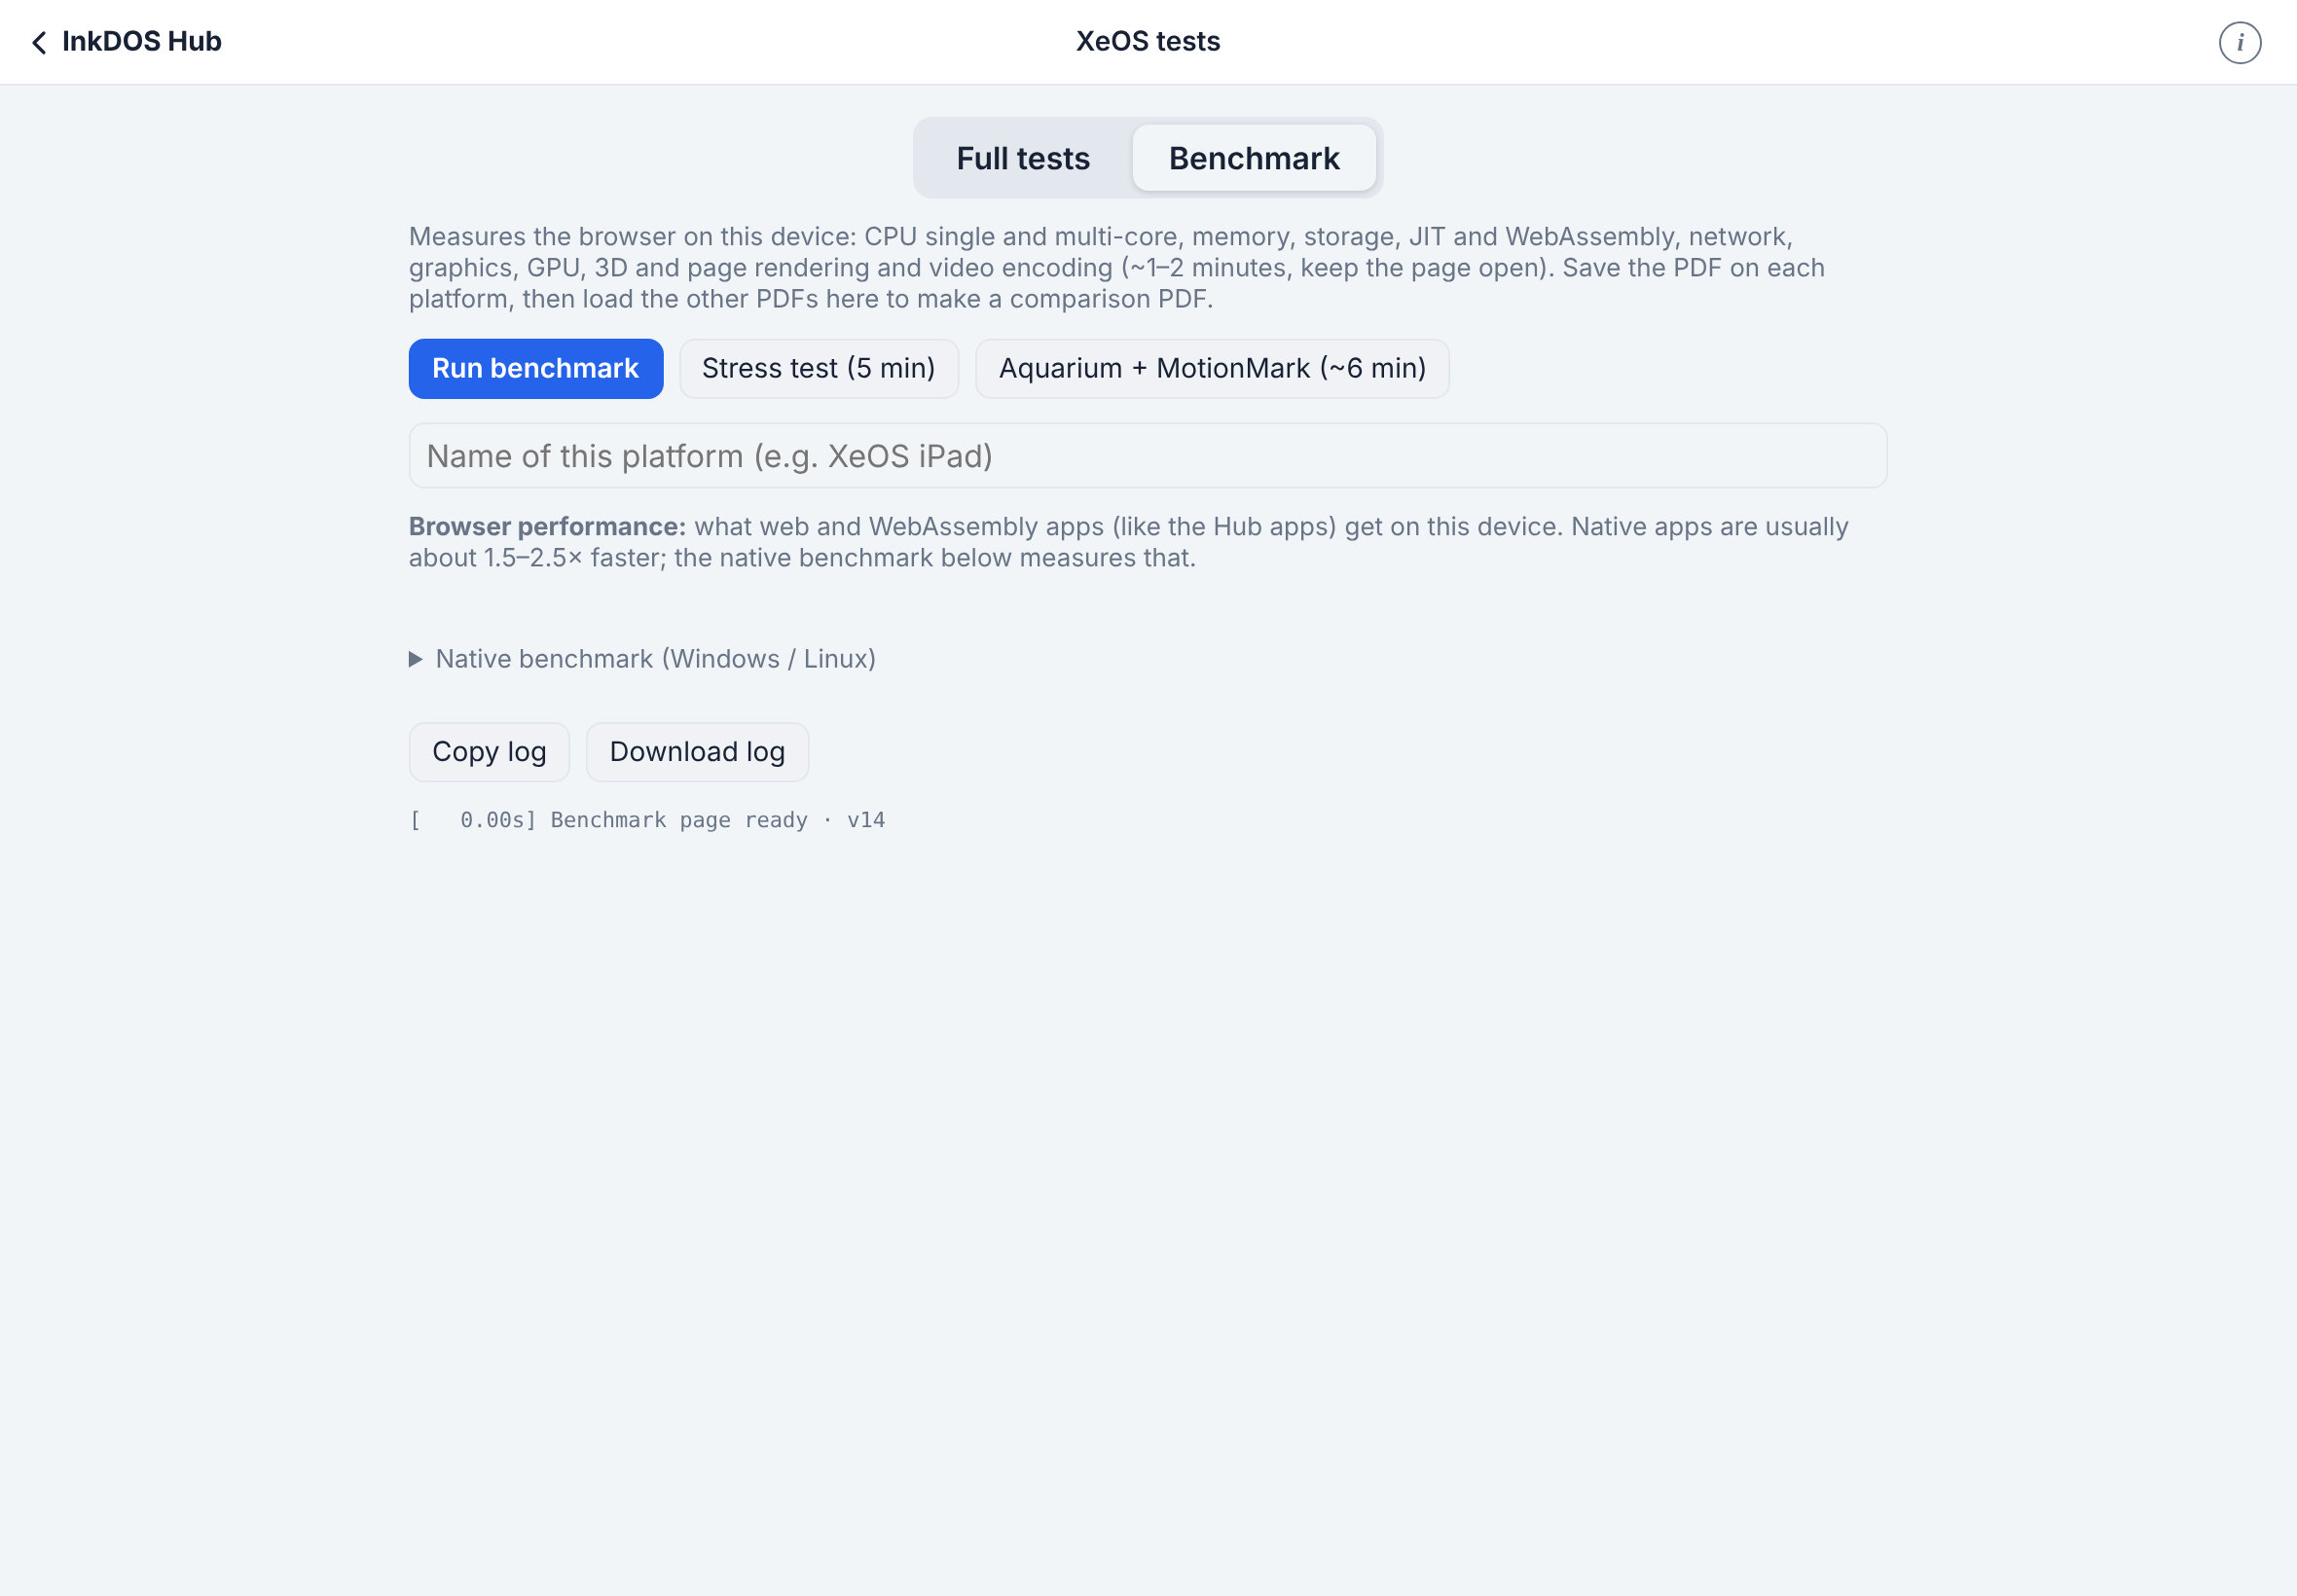 InkDOS Hub
XeOS tests
i
Full tests
Benchmark
Measures the browser on this device: CPU single and multi-core, memory, storage, JIT and WebAssembly, network,
graphics, GPU, 3D and page rendering and video encoding (~1–2 minutes, keep the page open). Save the PDF on each
platform, then load the other PDFs here to make a comparison PDF.
Run benchmark
Stress test (5 min)
Aquarium + MotionMark (~6 min)
Name of this platform (e.g. XeOS iPad)
Browser performance: what web and WebAssembly apps (like the Hub apps) get on this device. Native apps are usually
about 1.5–2.5× faster; the native benchmark below measures that.
Native benchmark (Windows / Linux)
Copy log
Download log
[   0.00s] Benchmark page ready · v14